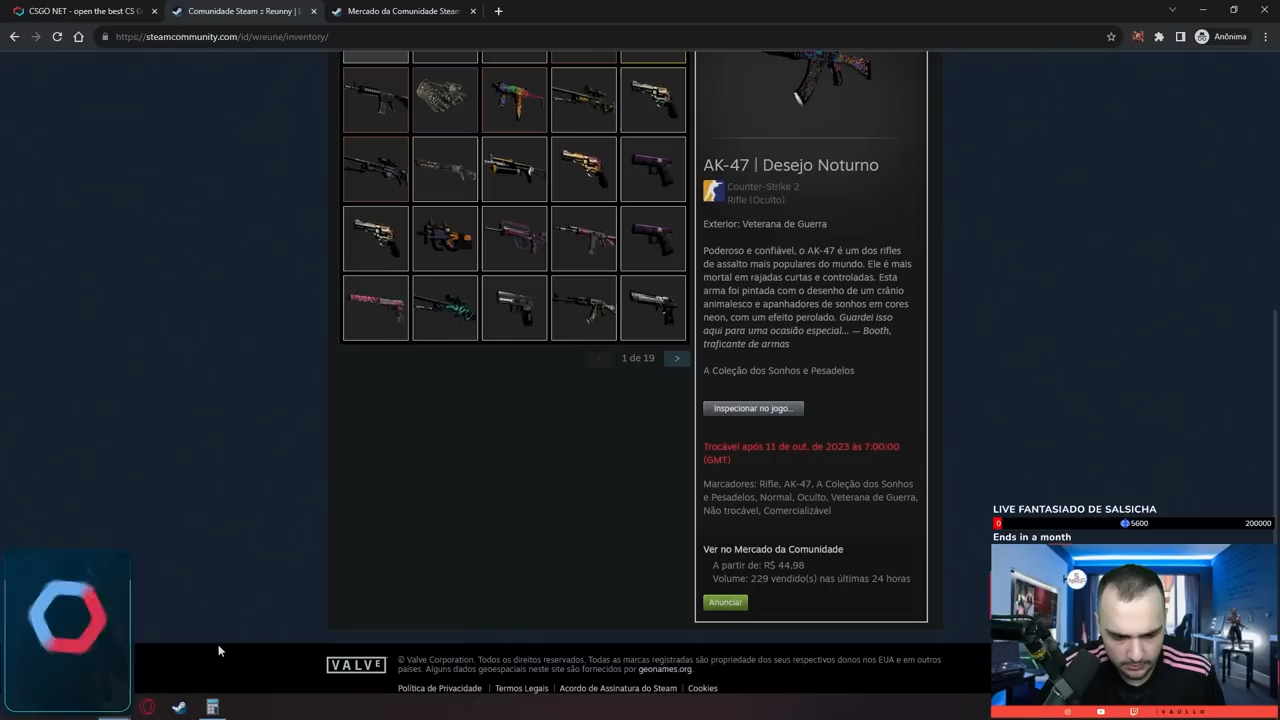 CSGO NET - open the best CS G
Comunidade Steam :: Reunny | E
Mercado da Comunidade Steam
https://steamcommunity.com/id/wreune/inventory/
Anônima
AK-47 | Desejo Noturno
Counter-Strike 2
Rifle (Oculto)
Exterior: Veterana de Guerra
Poderoso e confiável, o AK-47 é um dos rifles
de assalto mais populares do mundo. Ele é mais
mortal em rajadas curtas e controladas. Esta
arma foi pintada com o desenho de um crânio
animalesco e apanhadores de sonhos em cores
neon, com um efeito perolado. Guardei isso
aqui para uma ocasião especial... — Booth,
traficante de armas
1 de 19 >
A Coleção dos Sonhos e Pesadelos
Inspecionar no jogo...
Trocável após 11 de out. de 2023 às 7:00:00
(GMT)
Marcadores: Rifle, AK-47, A Coleção dos Sonhos
e Pesadelos, Normal, Oculto, Veterana de Guerra,
Não trocável, Comercializável
Ver no Mercado da Comunidade
A partir de: R$ 44,98
Volume: 229 vendido(s) nas últimas 24 horas
Anunciar
LIVE FANTASIADO DE SALSICHA
0 5600 200000
Ends in a month
VALVE
© Valve Corporation. Todos os direitos reservados. Todas as marcas registradas são propriedade dos seus respectivos donos nos EUA e em outros
países. Alguns dados geoespaciais neste site são fornecidos por geonames.org.
Política de Privacidade | Termos Legais | Acordo de Assinatura do Steam | Cookies